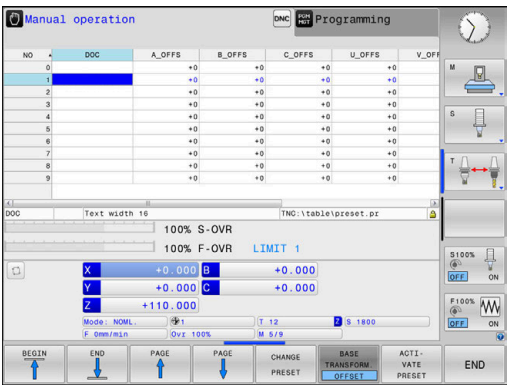 Manual operation DNC PGM MGT Programming
NO DOC A_OFFS B_OFFS C_OFFS U_OFFS V_OFF
0 +0 +0 +0 +0
1 +0 +0 +0 +0
2 +0 +0 +0 +0
3 +0 +0 +0 +0
4 +0 +0 +0 +0
5 +0 +0 +0 +0
6 +0 +0 +0 +0
7 +0 +0 +0 +0
8 +0 +0 +0 +0
9 +0 +0 +0 +0
M
S
T
DOC Text width 16 TNC:\table\preset.pr
100% S-OVR
100% F-OVR LIMIT 1
S100%
OFF ON
F100%
OFF ON
X +0.000 B +0.000
Y +0.000 C +0.000
Z +110.000
Mode: NOML. 1 T 12 Z S 1800
F 0mm/min Ovr 100% M 5/9
BEGIN
END
PAGE
PAGE
CHANGE
PRESET
BASE
TRANSFORM.
OFFSET
ACTI-
VATE
PRESET
END